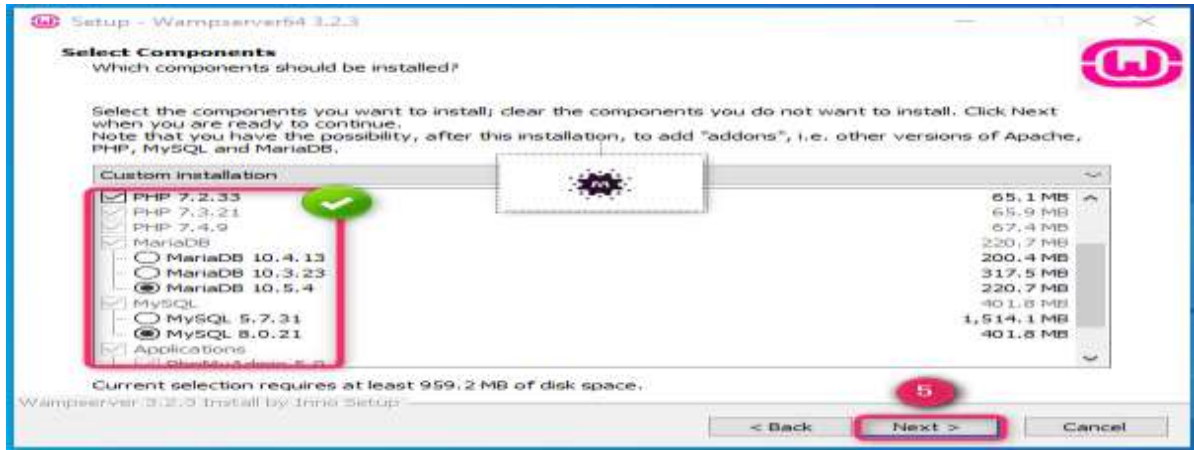 Setup - Wampserver64 3.2.3
Select Components
Which components should be installed?
Select the components you want to install; clear the components you do not want to install. Click Next
when you are ready to continue.
Note that you have the possibility, after this installation, to add "addons", i.e. other versions of Apache,
PHP, MySQL and MariaDB.
Custom installation
PHP 7.2.33 65.1 MB
PHP 7.3.21 65.9 MB
PHP 7.4.9 67.4 MB
MariaDB 220.7 MB
MariaDB 10.4.13 200.4 MB
MariaDB 10.3.23 317.5 MB
MariaDB 10.5.4 220.7 MB
MySQL 401.8 MB
MySQL 5.7.31 1,514.1 MB
MySQL 8.0.21 401.8 MB
Applications
Current selection requires at least 959.2 MB of disk space.
Wampserver 3.2.3 Install by Inno Setup
5
< Back Next > Cancel